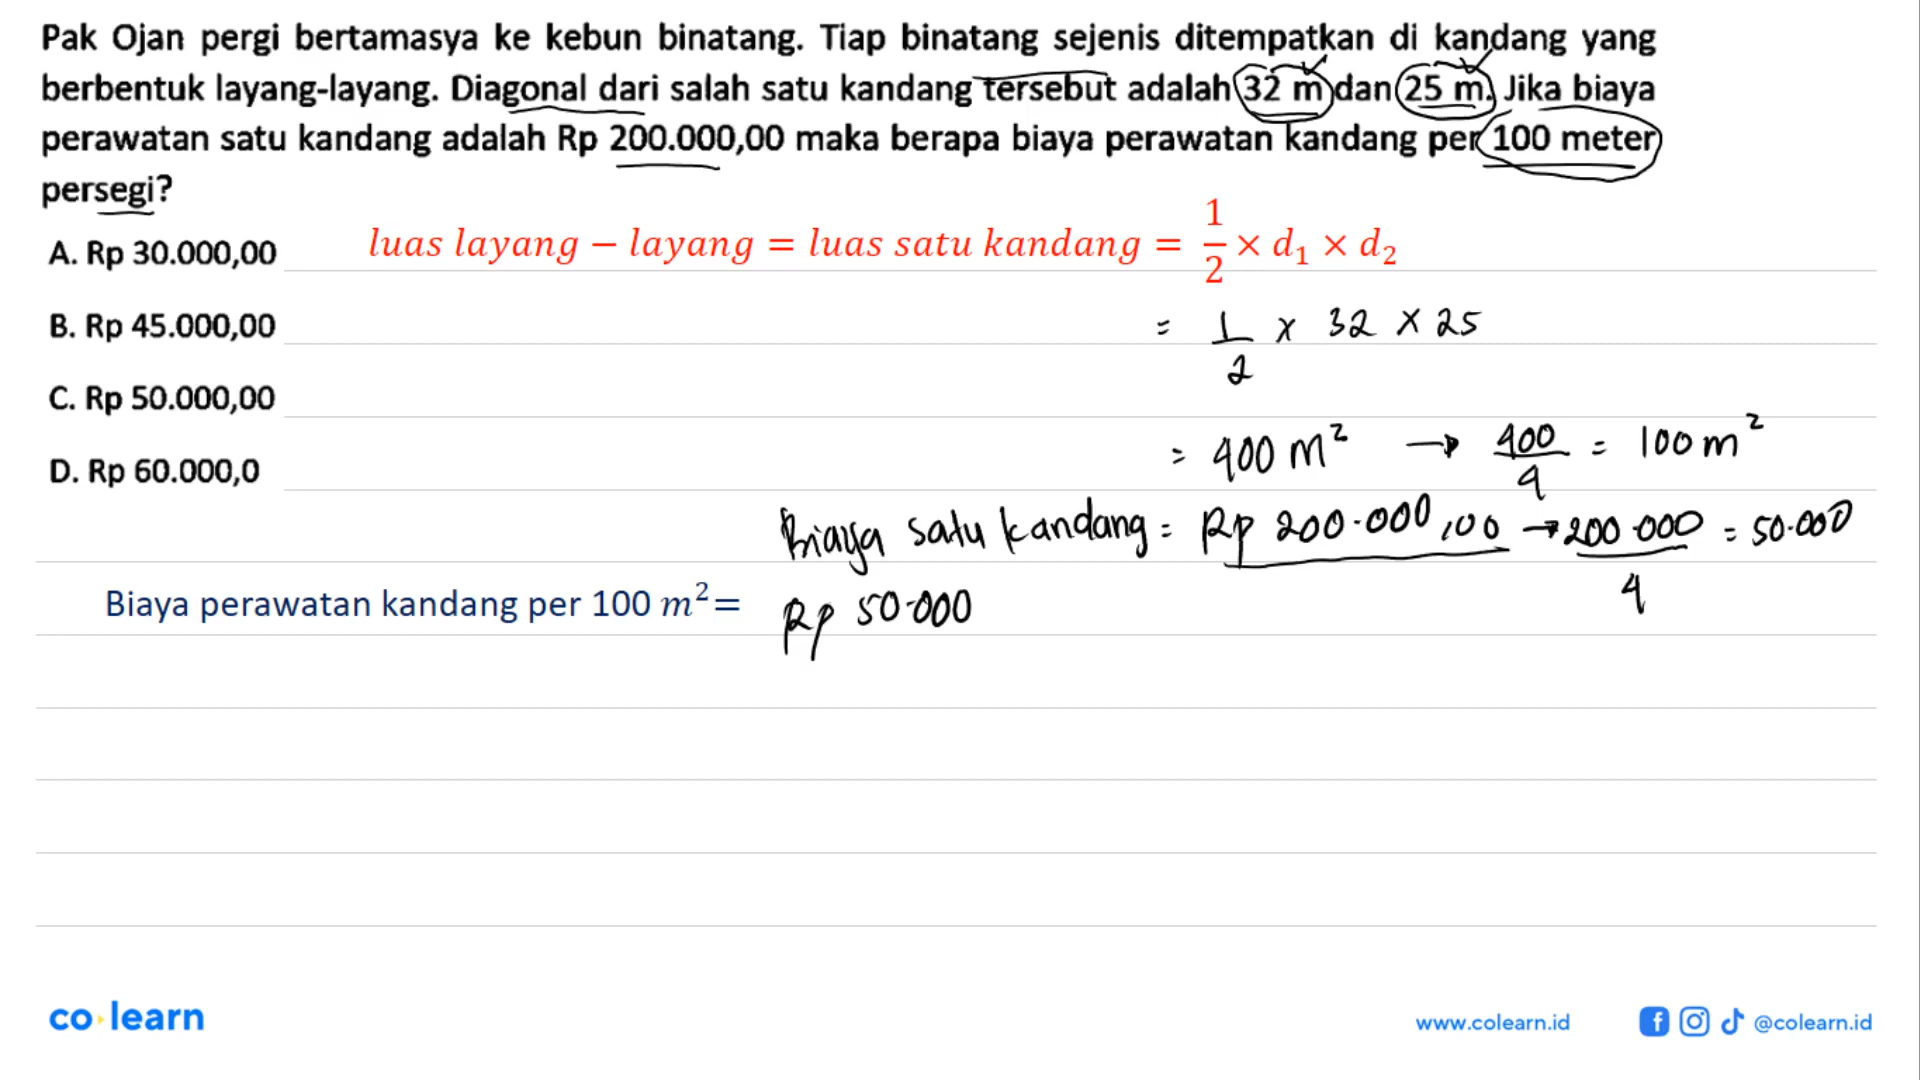 Pak Ojan pergi bertamasya ke kebun binatang. Tiap binatang sejenis ditempatkan di kandang yang
berbentuk layang-layang. Diagonal dari salah satu kandang tersebut adalah 32 m dan 25 m. Jika biaya
perawatan satu kandang adalah Rp 200.000,00 maka berapa biaya perawatan kandang per 100 meter
persegi?
A. Rp 30.000,00
luas layang – layang = luas satu kandang = 1/2 × d₁ × d₂
B. Rp 45.000,00
= 1/2 x 32 x 25
C. Rp 50.000,00
= 400 m² → 400/4 = 100 m²
D. Rp 60.000,0
Biaya satu kandang = Rp 200.000,00 → 200.000/4 = 50.000
Biaya perawatan kandang per 100 m² = Rp 50.000
co learn
www.colearn.id
@colearn.id